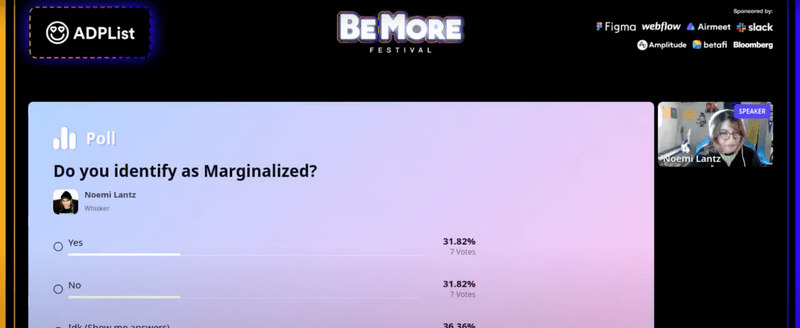 ADPList
BE MORE
FESTIVAL
Sponsored by:
Figma webflow Airmeet slack
Amplitude betafi Bloomberg
Poll
Do you identify as Marginalized?
Noemi Lantz
Whisker
Yes
31.82%
7 Votes
No
31.82%
7 Votes
Idk (Show me answers)
36.36%
SPEAKER
Noemi Lantz